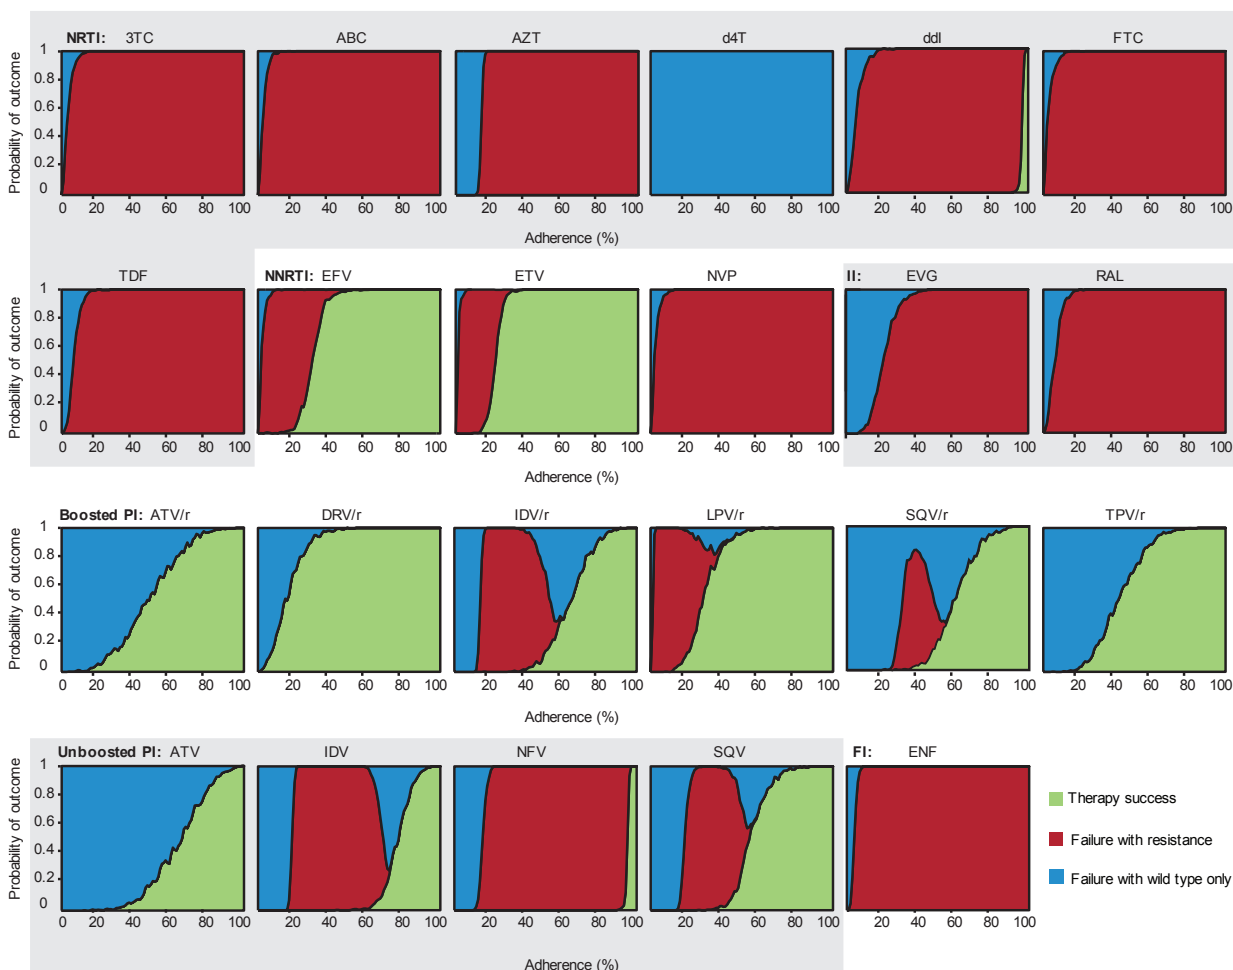 NRTI: 3TC ABC AZT d4T ddI FTC
Probability of outcome
1
0.8
0.6
0.4
0.2
0
0 20 40 60 80 100 20 40 60 80 100 20 40 60 80 100 20 40 60 80 100 20 40 60 80 100 20 40 60 80 100
Adherence (%)
TDF NNRTI: EFV ETV NVP II: EVG RAL
Probability of outcome
1
0.8
0.6
0.4
0.2
0
0 20 40 60 80 100 20 40 60 80 100 20 40 60 80 100 20 40 60 80 100 20 40 60 80 100 20 40 60 80 100
Adherence (%)
Boosted PI: ATV/r DRV/r IDV/r LPV/r SQV/r TPV/r
Probability of outcome
1
0.8
0.6
0.4
0.2
0
0 20 40 60 80 100 20 40 60 80 100 20 40 60 80 100 20 40 60 80 100 20 40 60 80 100 20 40 60 80 100
Adherence (%)
Unboosted PI: ATV IDV NFV SQV FI: ENF
Probability of outcome
1
0.8
0.6
0.4
0.2
0
0 20 40 60 80 100 20 40 60 80 100 20 40 60 80 100 20 40 60 80 100 20 40 60 80 100
Adherence (%)
Therapy success
Failure with resistance
Failure with wild type only